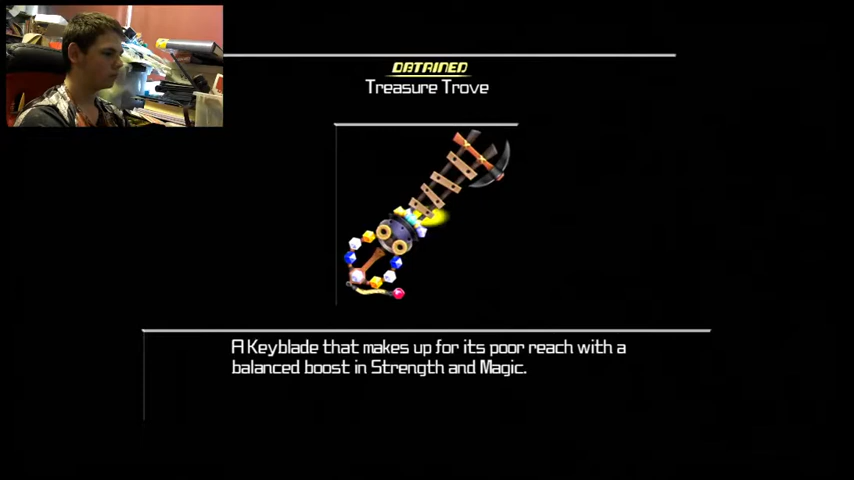 OBTAINED
Treasure Trove
A Keyblade that makes up for its poor reach with a
balanced boost in Strength and Magic.